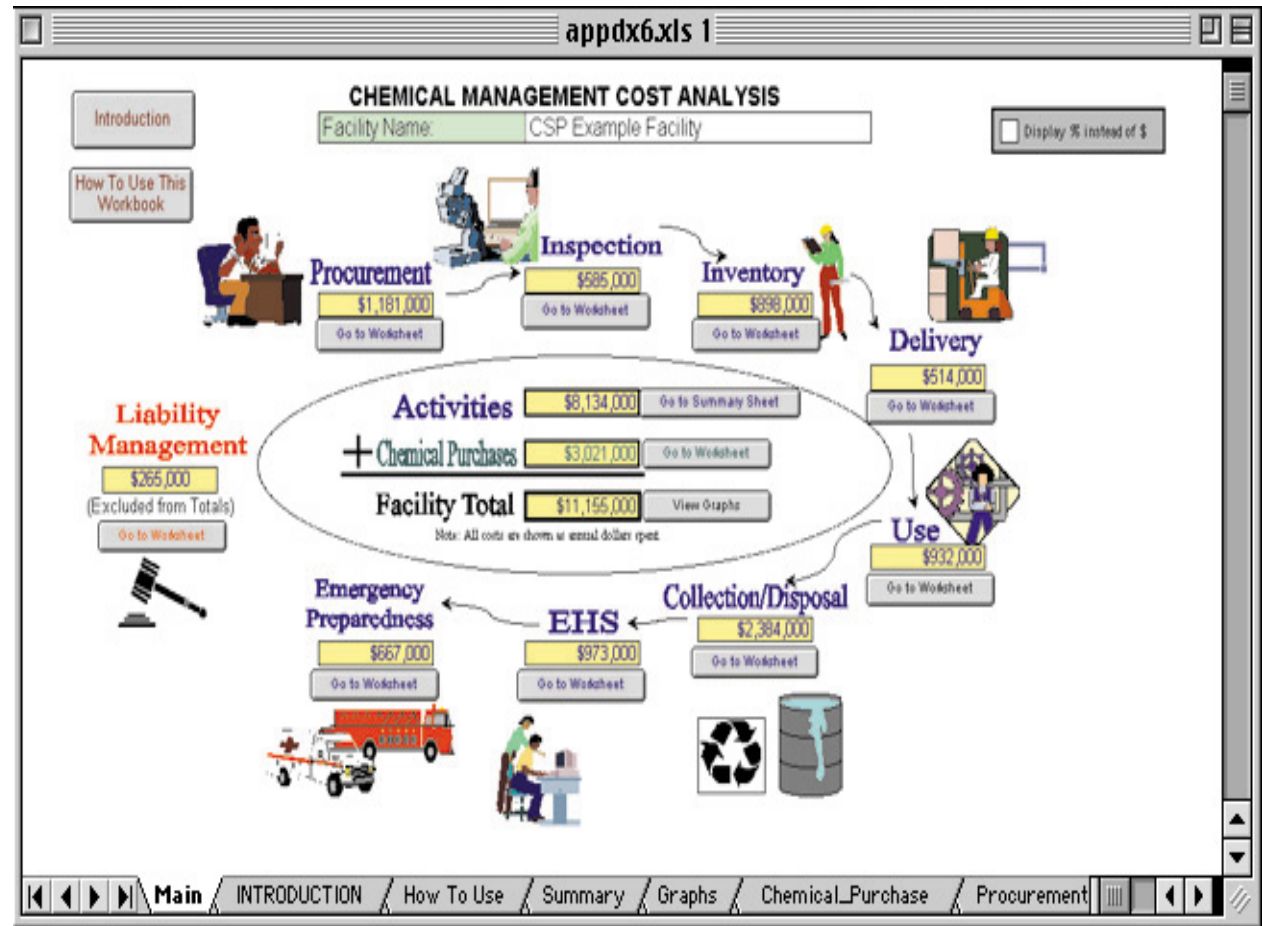 appdx6.xls 1
Introduction
CHEMICAL MANAGEMENT COST ANALYSIS
Facility Name: CSP Example Facility
Display % instead of $
How To Use This
Workbook
Procurement
$1,181,000
Go to Worksheet
Inspection
$585,000
Go to Worksheet
Inventory
$898,000
Go to Worksheet
Delivery
$514,000
Go to Worksheet
Activities $8,134,000 Go to Summary Sheet
+ Chemical Purchases $3,021,000 Go to Worksheet
Facility Total $11,155,000 View Graphs
Note: All costs are shown as annual dollars spent
Liability
Management
$265,000
(Excluded from Totals)
Go to Worksheet
Use
$932,000
Go to Worksheet
Collection/Disposal
$2,384,000
Go to Worksheet
EHS
$973,000
Go to Worksheet
Emergency
Preparedness
$667,000
Go to Worksheet
Main INTRODUCTION How To Use Summary Graphs Chemical_Purchase Procurement